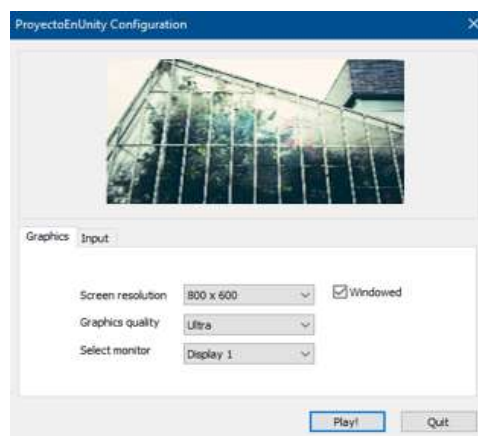 ProyectoEnUnity Configuration
Graphics Input
Screen resolution 800 x 600 Windowed
Graphics quality Ultra
Select monitor Display 1
Play! Quit